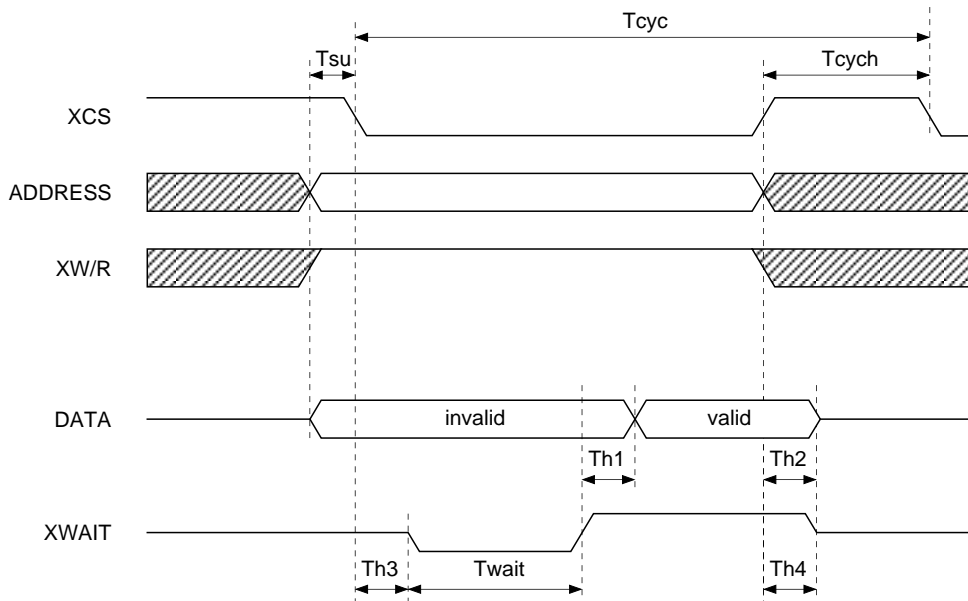 Tcyc
Tsu
Tcych
XCS
ADDRESS
XW/R
DATA
invalid
valid
Th1
Th2
XWAIT
Th3
Twait
Th4